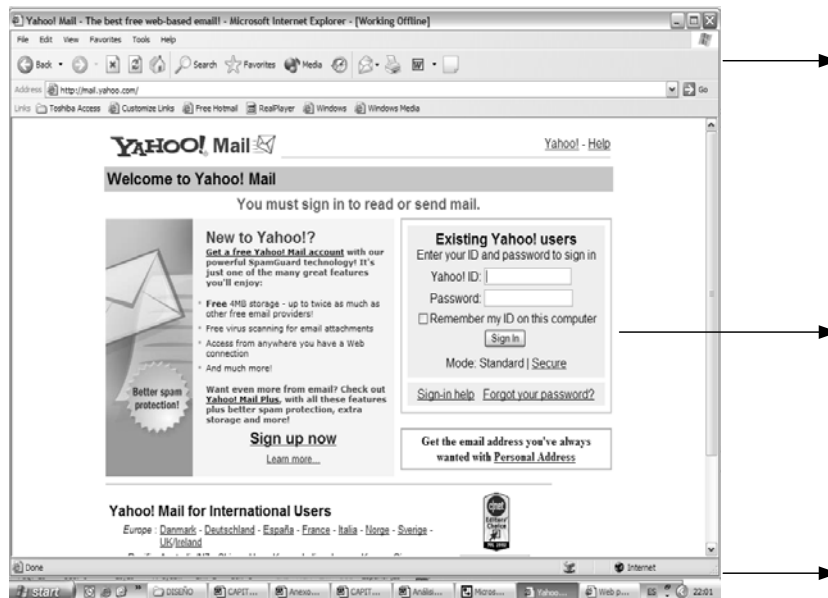 Yahoo! Mail - The best free web-based email! - Microsoft Internet Explorer - [Working Offline]
File Edit View Favorites Tools Help
Back Search Favorites Media
Address http://mail.yahoo.com/ Go
Links Toshiba Access Customize Links Free Hotmail RealPlayer Windows Windows Media
YAHOO! Mail Yahoo! - Help
Welcome to Yahoo! Mail
You must sign in to read or send mail.
New to Yahoo!?
Get a free Yahoo! Mail account with our
powerful SpamGuard technology! It's
just one of the many great features
you'll enjoy:
Free 4MB storage - up to twice as much as
other free email providers!
Free virus scanning for email attachments
Access from anywhere you have a Web
connection
And much more!
Better spam
protection!
Want even more from email? Check out
Yahoo! Mail Plus, with all these features
plus better spam protection, extra
storage and more!
Sign up now
Learn more...
Existing Yahoo! users
Enter your ID and password to sign in
Yahoo! ID:
Password:
Remember my ID on this computer
Sign In
Mode: Standard | Secure
Sign-in help Forgot your password?
Get the email address you've always
wanted with Personal Address
Yahoo! Mail for International Users
Europe : Danmark - Deutschland - España - France - Italia - Norge - Sverige -
UK/Ireland
cnet
Editors'
Choice
Done Internet
start DISEÑO CAPIT... Anexo... CAPIT... Análisi... Micros... Yahoo... Web p... ES 22:01